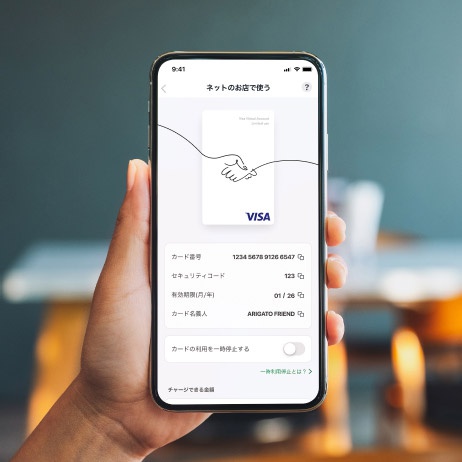 9:41
ネットのお店で使う
?
VISA
カード番号 1234 5678 9126 6547
セキュリティコード 123
有効期限(月/年) 01 / 26
カード名義人 ARIGATO FRIEND
カードの利用を一時停止する
一時利用停止とは?
チャージできる金額